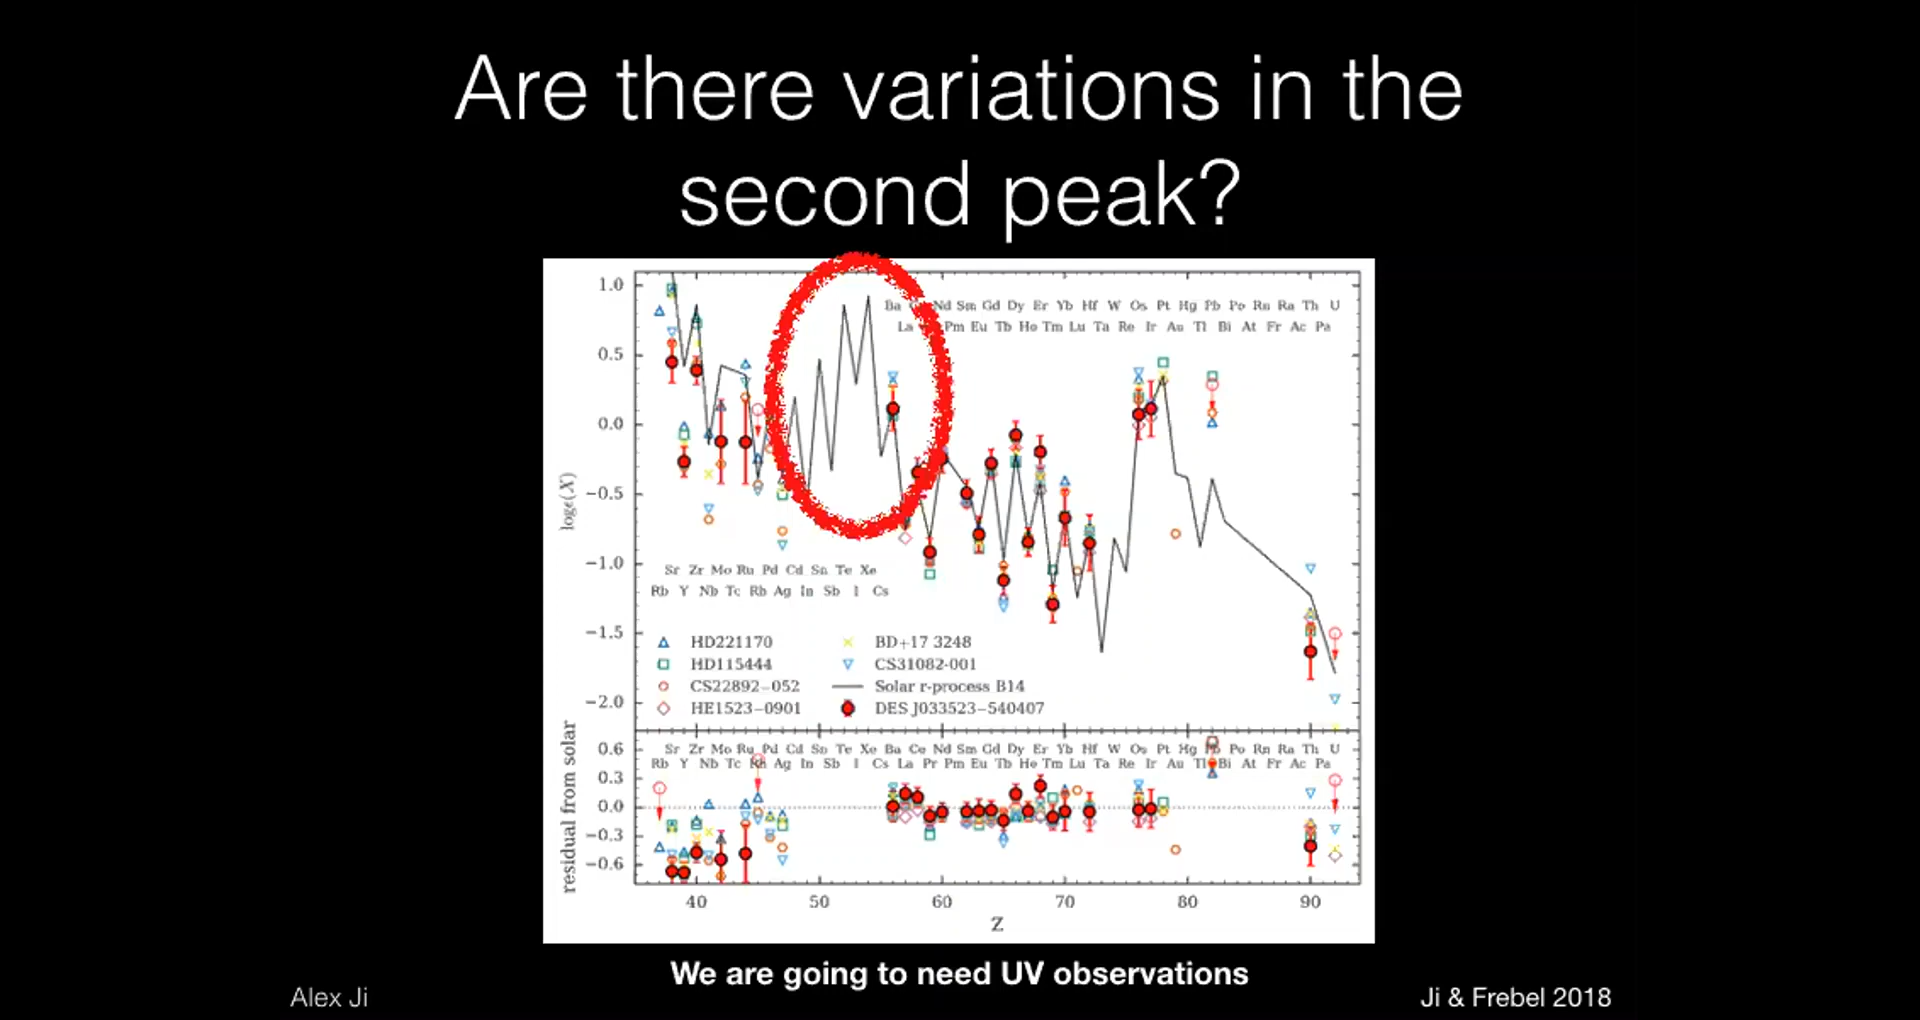 Are there variations in the
second peak?
1.0
0.5
0.0
−0.5
−1.0
−1.5
−2.0
logϵ(X)
Ba Nd Sm Gd Dy Er Yb Hf W Os Pt Hg Pb Po Rn Ra Th U
La Pm Eu Tb Ho Tm Lu Ta Re Ir Au Tl Bi At Fr Ac Pa
Sr Zr Mo Ru Pd Cd Sn Te Xe
Rb Y Nb Tc Rh Ag In Sb I Cs
HD221170
HD115444
CS22892−052
HE1523−0901
BD+17 3248
CS31082-001
Solar r-process B14
DES J033523−540407
0.6
0.3
0.0
−0.3
−0.6
residual from solar
Sr Zr Mo Ru Pd Cd Sn Te Xe Ba Ce Nd Sm Gd Dy Er Yb Hf W Os Pt Hg Pb Po Rn Ra Th U
Rb Y Nb Tc Rh Ag In Sb I Cs La Pr Pm Eu Tb Ho Tm Lu Ta Re Ir Au Tl Bi At Fr Ac Pa
40 50 60 70 80 90
Z
We are going to need UV observations
Alex Ji
Ji & Frebel 2018